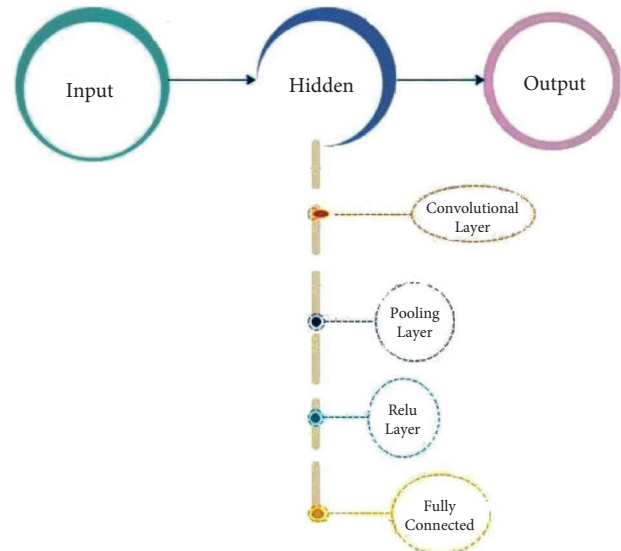 Input
Hidden
Output
Convolutional
Layer
Pooling
Layer
Relu
Layer
Fully
Connected